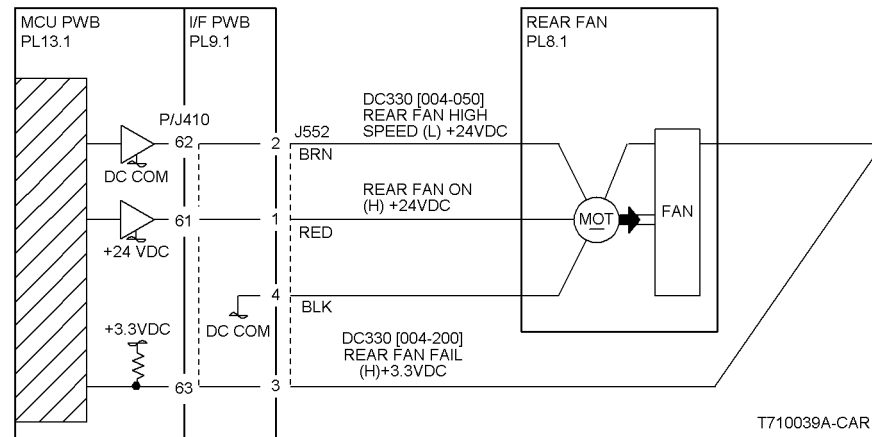 MCU PWB
PL13.1
I/F PWB
PL9.1
REAR FAN
PL8.1
P/J410
J552
DC330 [004-050]
REAR FAN HIGH
SPEED (L) +24VDC
62
2
BRN
DC COM
REAR FAN ON
(H) +24VDC
61
1
RED
+24 VDC
MOT
FAN
4
BLK
DC COM
+3.3VDC
DC330 [004-200]
REAR FAN FAIL
(H)+3.3VDC
63
3
T710039A-CAR